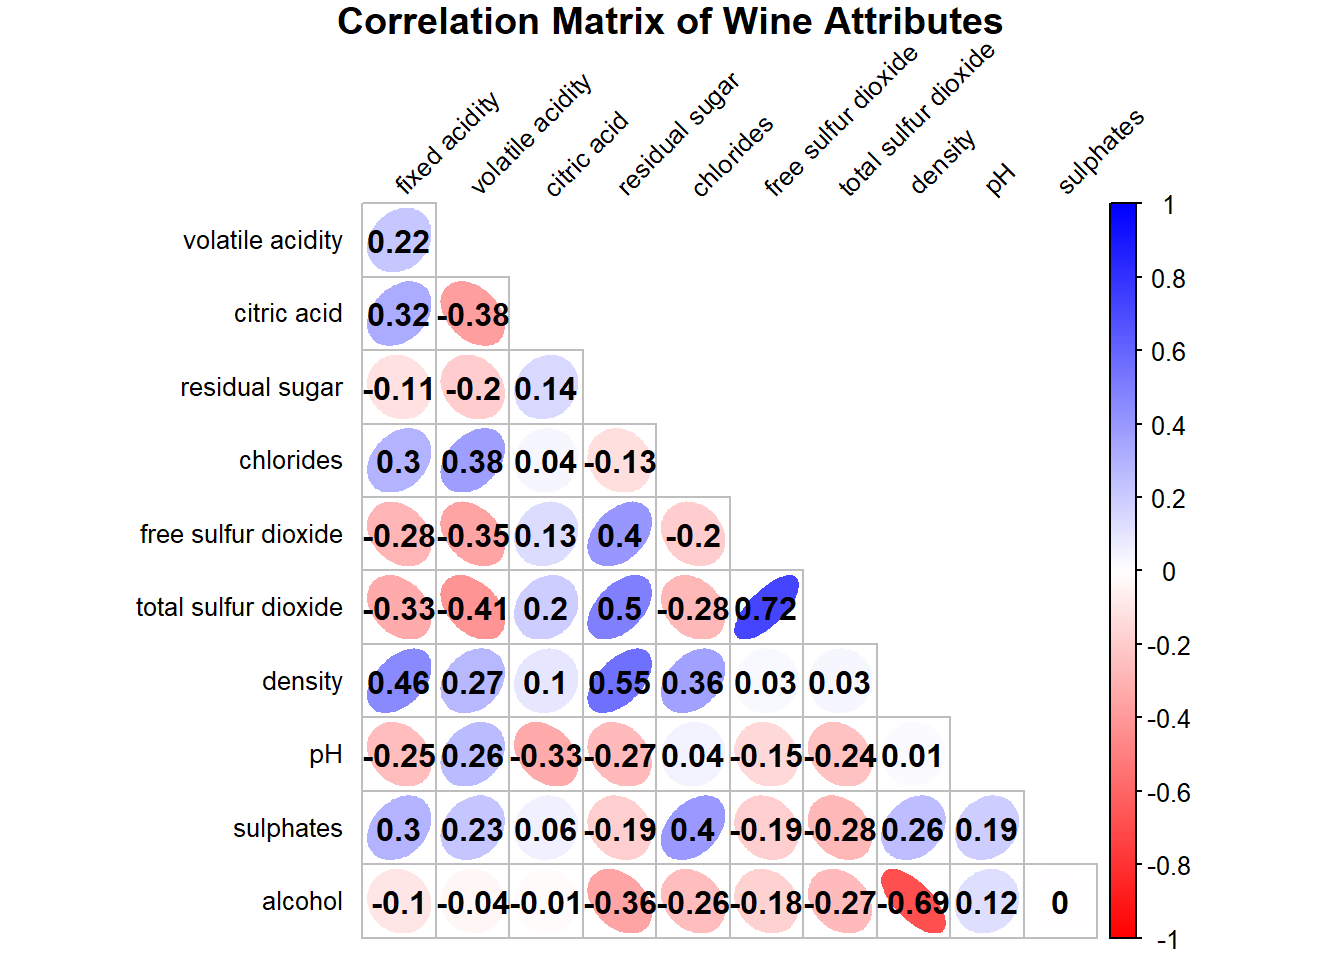 Correlation Matrix of Wine Attributes
fixed acidity
volatile acidity
citric acid
residual sugar
chlorides
free sulfur dioxide
total sulfur dioxide
density
pH
sulphates
volatile acidity 0.22
citric acid 0.32 -0.38
residual sugar -0.11 -0.2 0.14
chlorides 0.3 0.38 0.04 -0.13
free sulfur dioxide -0.28 -0.35 0.13 0.4 -0.2
total sulfur dioxide -0.33 -0.41 0.2 0.5 -0.28 0.72
density 0.46 0.27 0.1 0.55 0.36 0.03 0.03
pH -0.25 0.26 -0.33 -0.27 0.04 -0.15 -0.24 0.01
sulphates 0.3 0.23 0.06 -0.19 0.4 -0.19 -0.28 0.26 0.19
alcohol -0.1 -0.04 -0.01 -0.36 -0.26 -0.18 -0.27 -0.69 0.12 0
1
0.8
0.6
0.4
0.2
0
-0.2
-0.4
-0.6
-0.8
-1